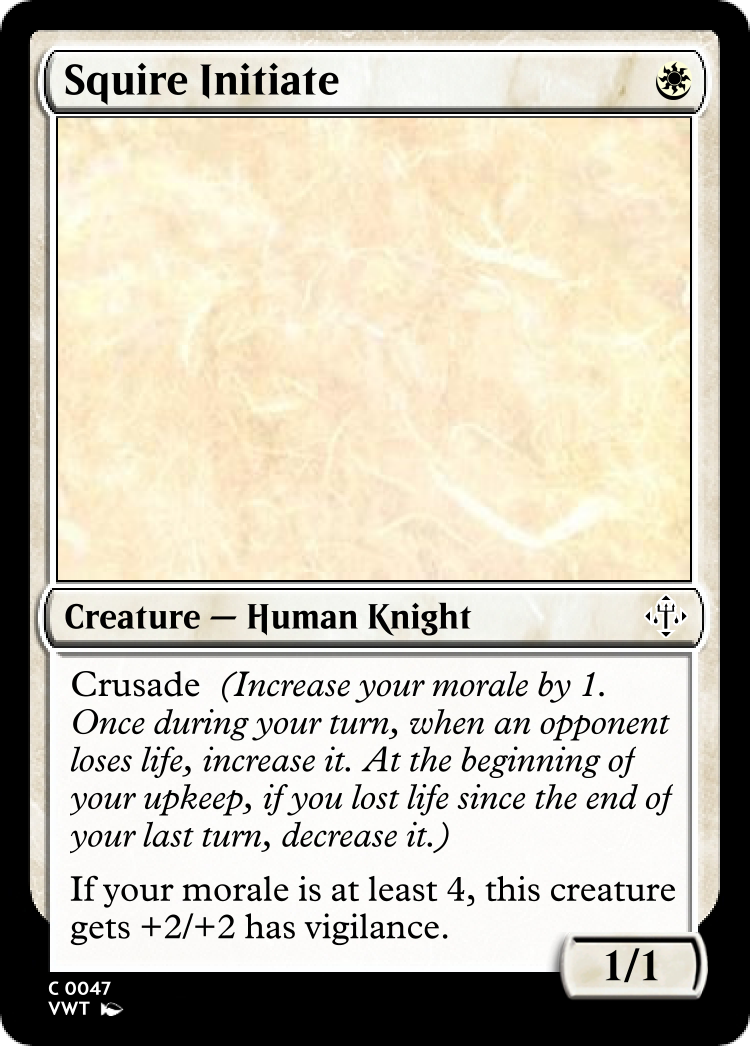 Squire Initiate
Creature — Human Knight
Crusade (Increase your morale by 1.
Once during your turn, when an opponent
loses life, increase it. At the beginning of
your upkeep, if you lost life since the end of
your last turn, decrease it.)
If your morale is at least 4, this creature
gets +2/+2 has vigilance.
1/1
C 0047
VWT